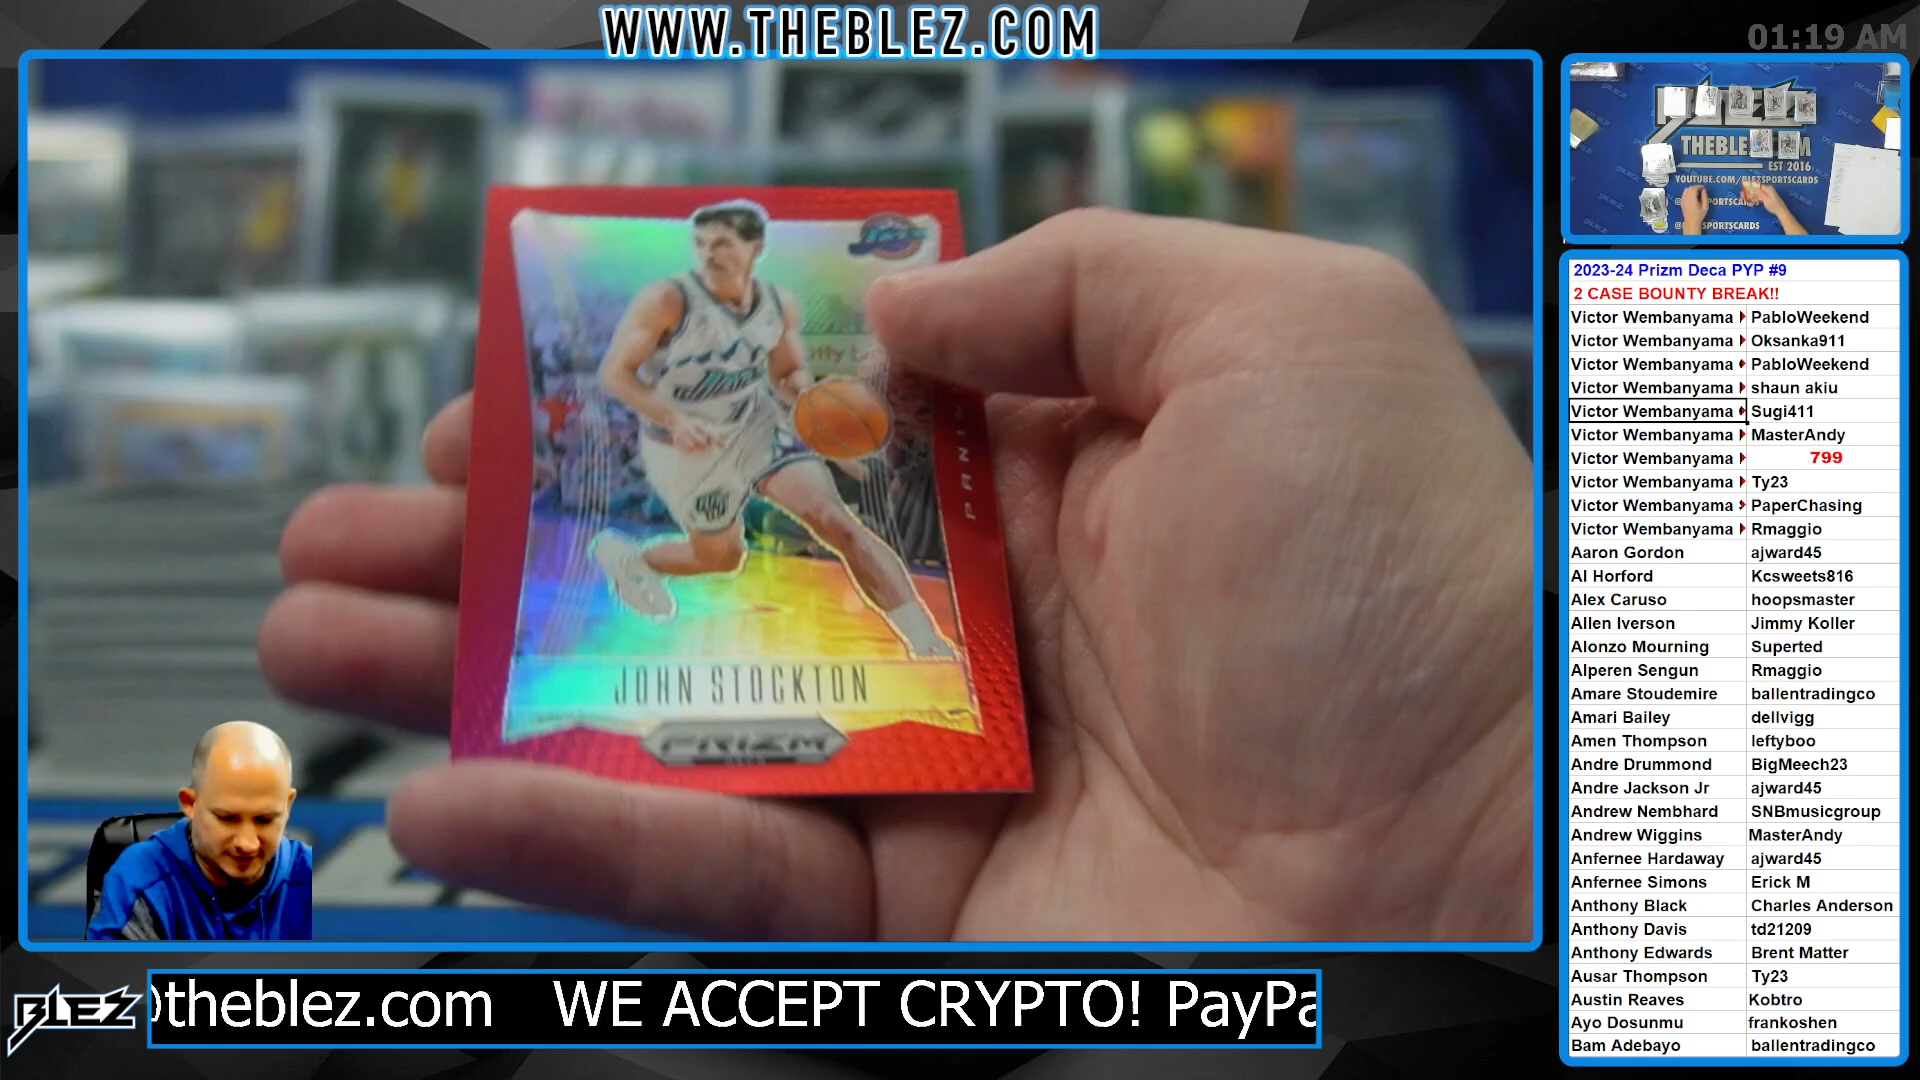 WWW.THEBLEZ.COM
01:19 AM
JAZZ
PANINI
JOHN STOCKTON
PRIZM
THEBLEZ.COM
EST 2016
YOUTUBE.COM/BLEZSPORTSCARDS
2023-24 Prizm Deca PYP #9
2 CASE BOUNTY BREAK!!
Victor Wembanyama PabloWeekend
Victor Wembanyama Oksanka911
Victor Wembanyama PabloWeekend
Victor Wembanyama shaun akiu
Victor Wembanyama Sugi411
Victor Wembanyama MasterAndy
Victor Wembanyama 799
Victor Wembanyama Ty23
Victor Wembanyama PaperChasing
Victor Wembanyama Rmaggio
Aaron Gordon ajward45
Al Horford Kcsweets816
Alex Caruso hoopsmaster
Allen Iverson Jimmy Koller
Alonzo Mourning Superted
Alperen Sengun Rmaggio
Amare Stoudemire ballentradingco
Amari Bailey dellvigg
Amen Thompson leftyboo
Andre Drummond BigMeech23
Andre Jackson Jr ajward45
Andrew Nembhard SNBmusicgroup
Andrew Wiggins MasterAndy
Anfernee Hardaway ajward45
Anfernee Simons Erick M
Anthony Black Charles Anderson
Anthony Davis td21209
Anthony Edwards Brent Matter
Ausar Thompson Ty23
Austin Reaves Kobtro
Ayo Dosunmu frankoshen
Bam Adebayo ballentradingco
BLEZ
@theblez.com WE ACCEPT CRYPTO! PayPa